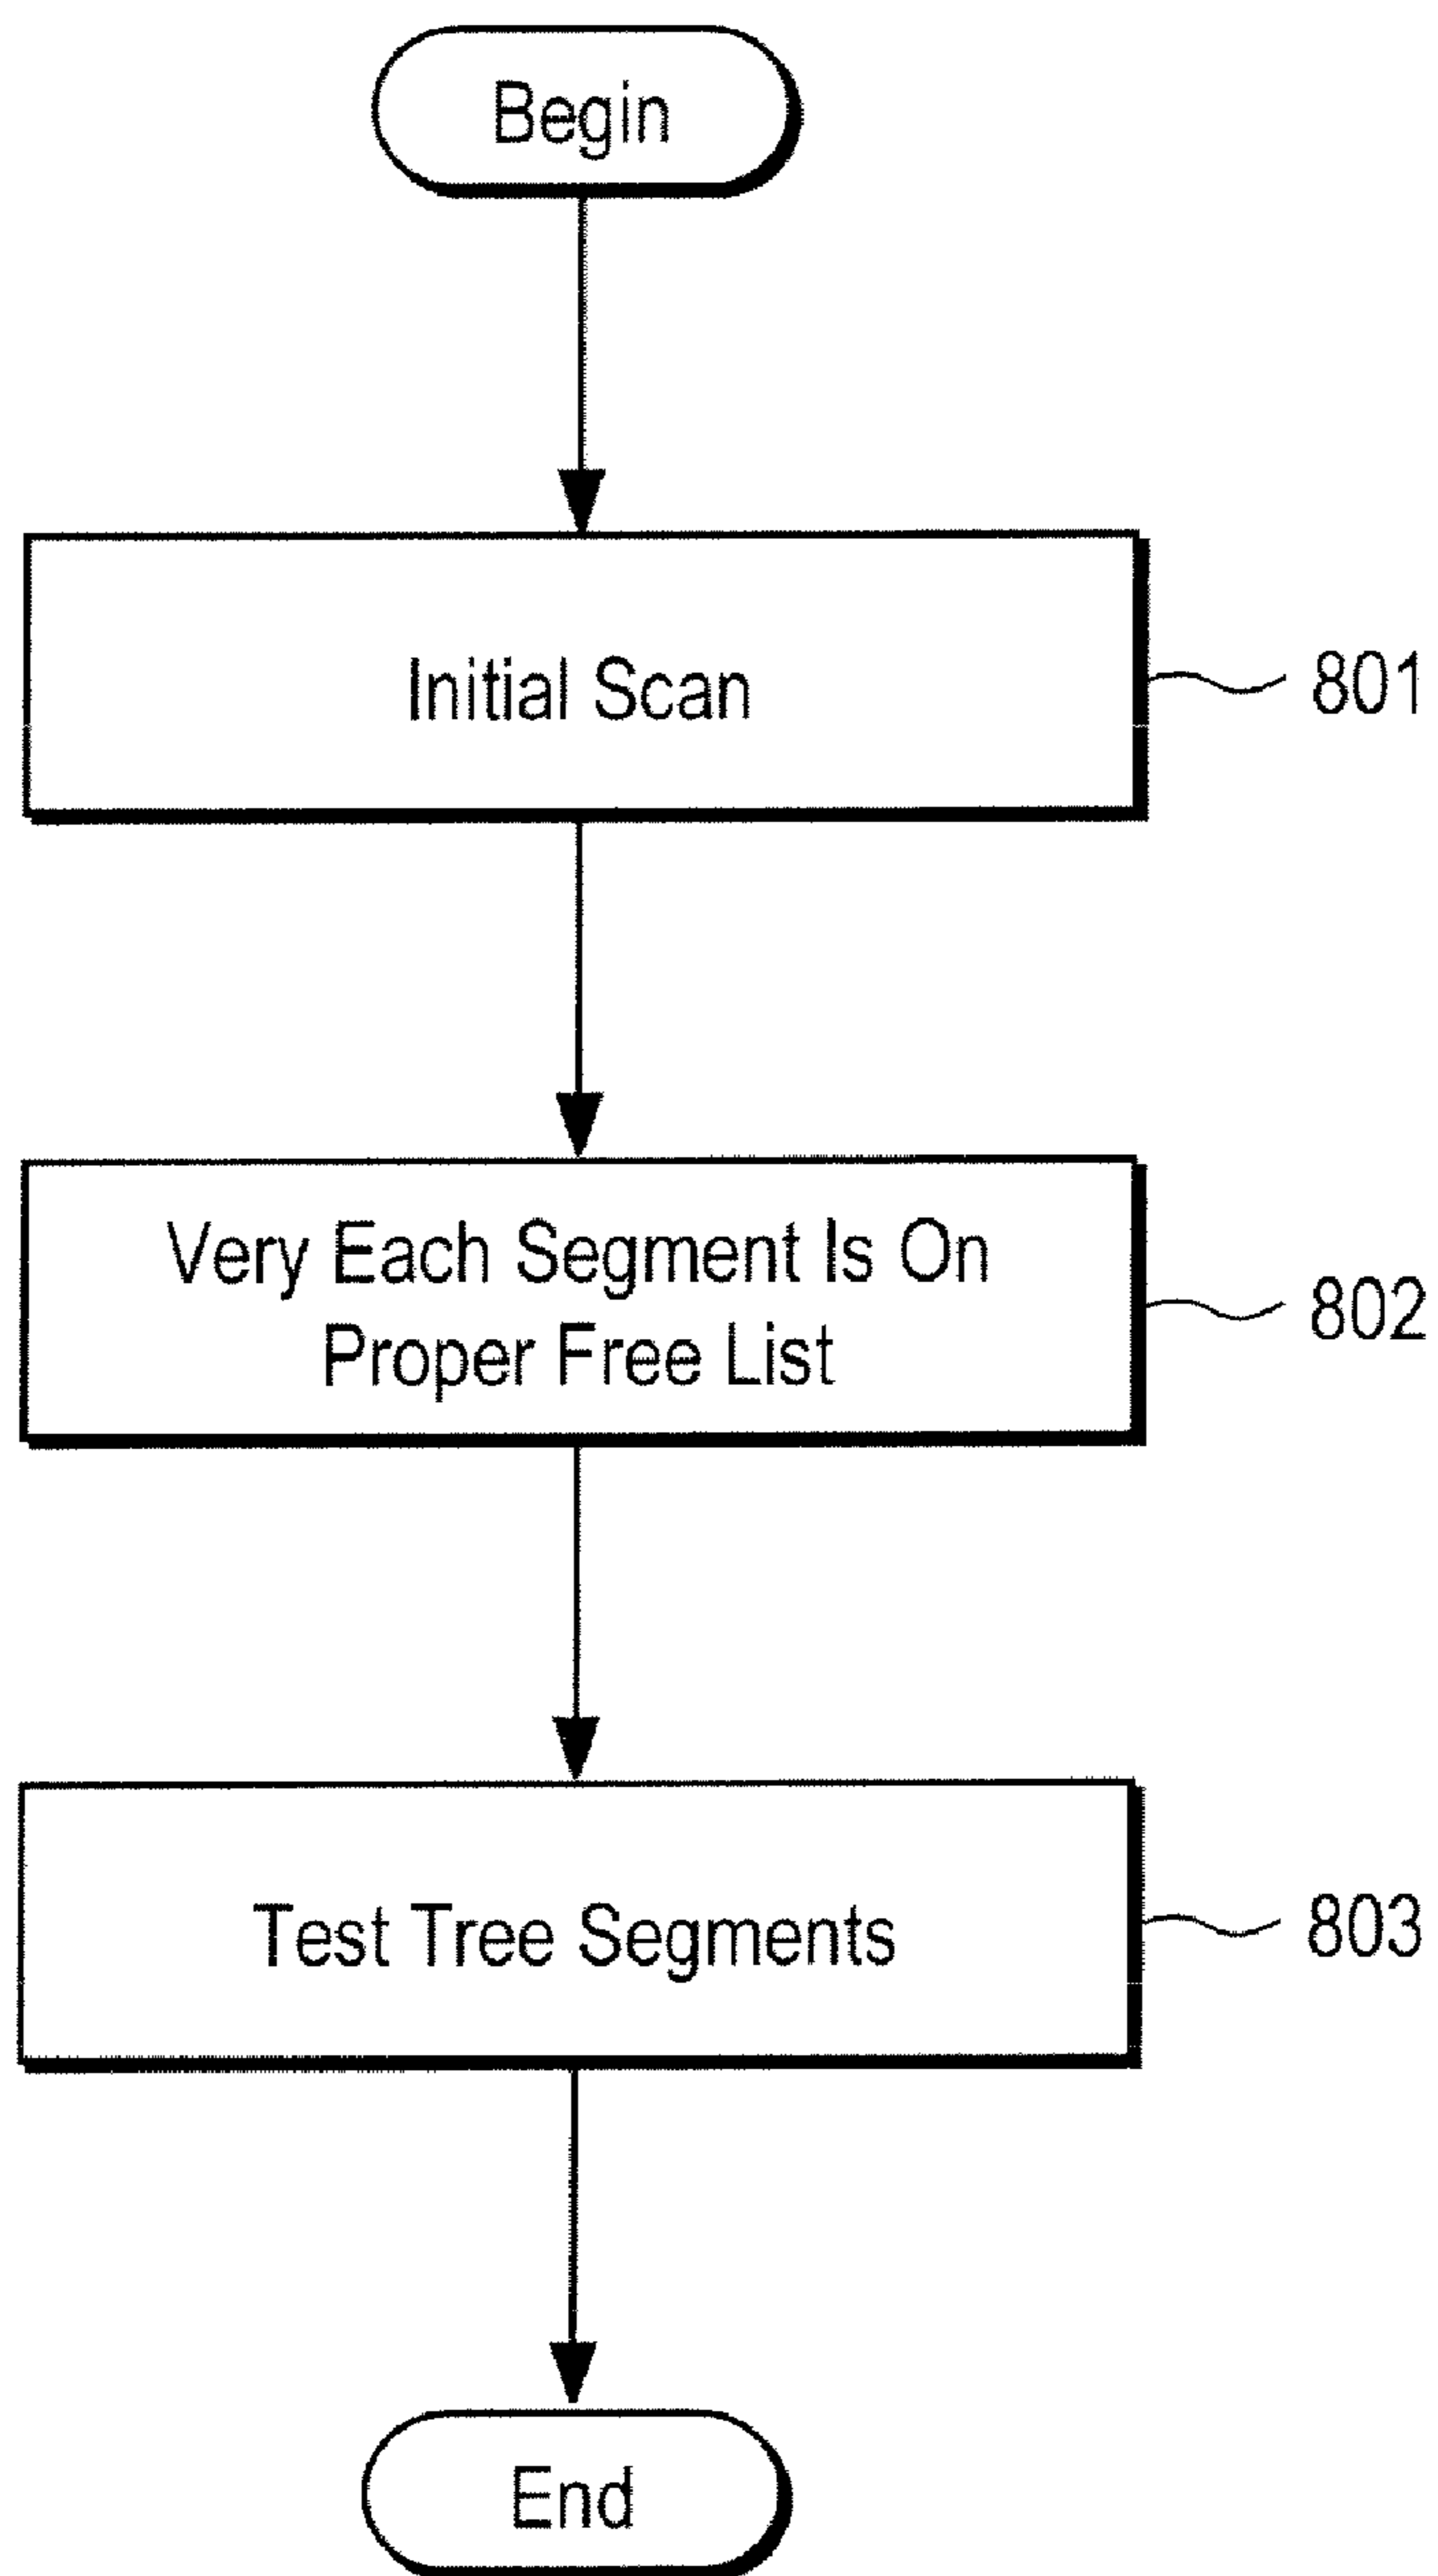 Begin
Initial Scan
801
Very Each Segment Is On
Proper Free List
802
Test Tree Segments
803
End